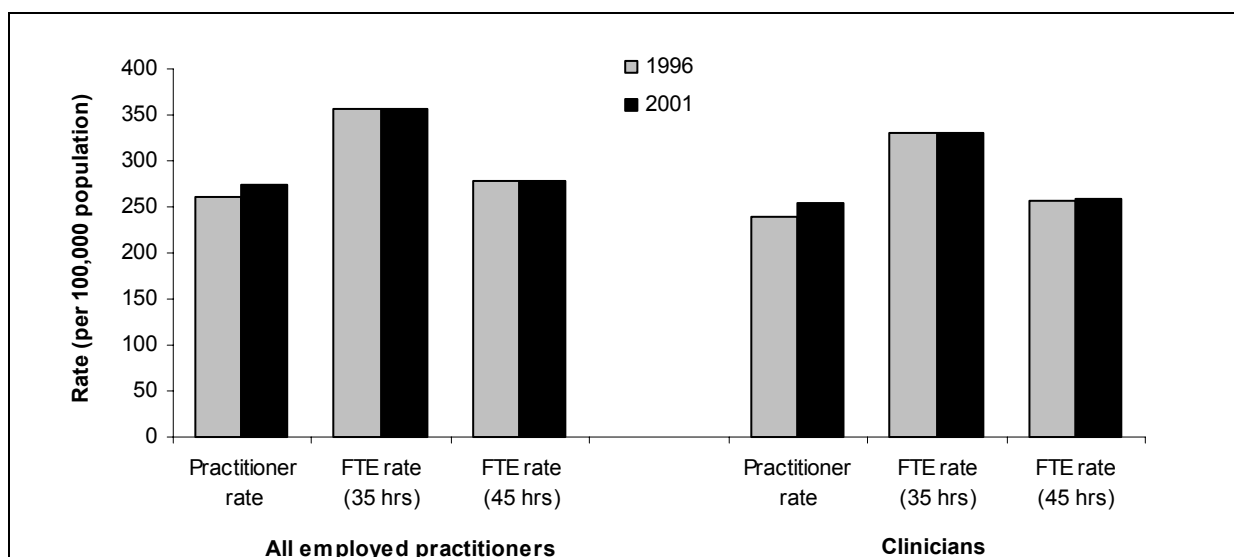 400
350
300
250
200
150
100
50
0
Rate (per 100,000 population)
1996
2001
Practitioner rate
FTE rate (35 hrs)
FTE rate (45 hrs)
Practitioner rate
FTE rate (35 hrs)
FTE rate (45 hrs)
All employed practitioners
Clinicians